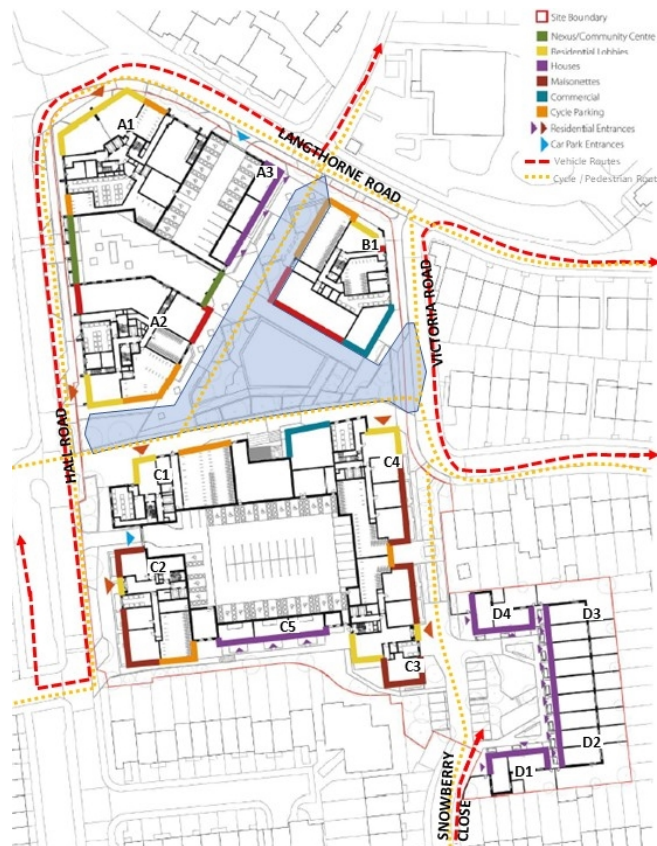 Site Boundary
Nexus/Community Centre
Residential Lobbies
Houses
Maisonettes
Commercial
Cycle Parking
Residential Entrances
Car Park Entrances
Vehicle Routes
Cycle / Pedestrian Rout
LANGTHORNE ROAD
A1
A3
B1
VICTORIA ROAD
A2
HALL ROAD
C1
C4
C2
C5
C3
D4
D3
D2
D1
SNOWBERRY
CLOSE